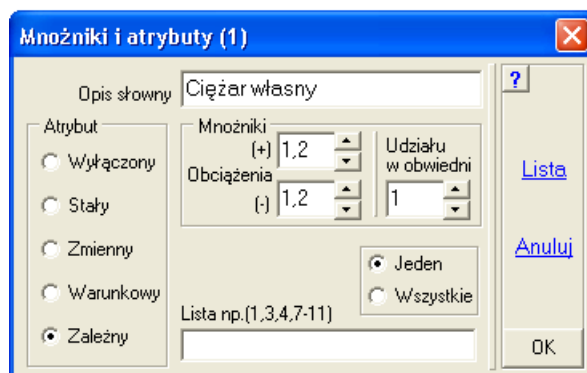 Mnożniki i atrybuty (1)
Opis słowny Ciężar własny
?
Atrybut
Wyłączony
Stały
Zmienny
Warunkowy
Zależny
Mnożniki
(+) 1,2
Obciążenia
(-) 1,2
Udziału
w obwiedni
1
Jeden
Wszystkie
Lista np.(1,3,4,7-11)
Lista
Anuluj
OK